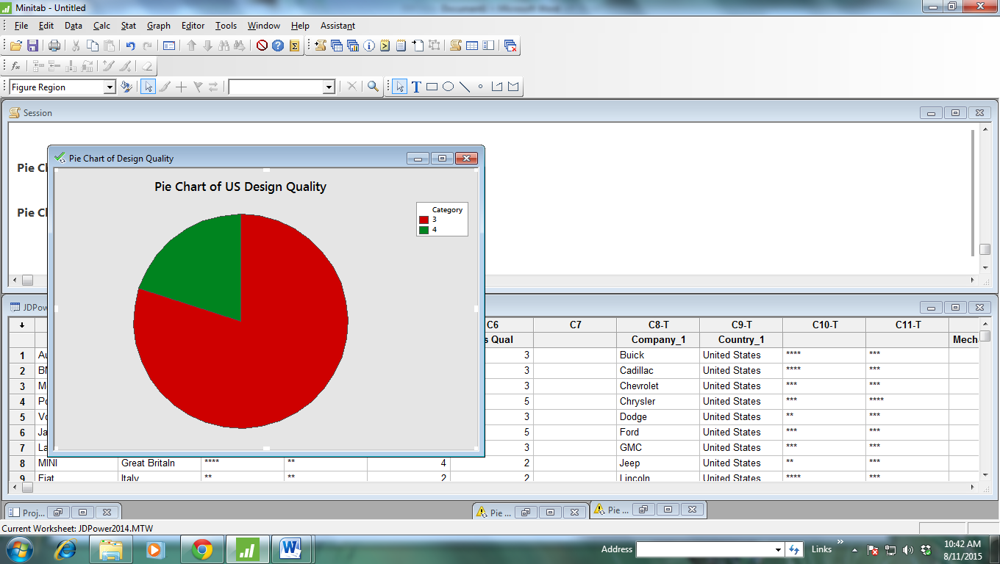 Minitab - Untitled
File Edit Data Calc Stat Graph Editor Tools Window Help Assistant
Figure Region
Session
Pie Chart of Design Quality
Pie Cl
Pie Cl
Pie Chart of US Design Quality
Category
3
4
JDPow
C6 C7 C8-T C9-T C10-T C11-T
s Qual Company_1 Country_1 Mech
1 Au 3 Buick United States **** ***
2 BM 3 Cadillac United States **** ***
3 M 3 Chevrolet United States *** ***
4 Po 5 Chrysler United States *** ****
5 Vo 3 Dodge United States ** ***
6 Ja 5 Ford United States *** ***
7 La 3 GMC United States *** ***
8 MINI Great Britain **** ** 4 2 Jeep United States ** ***
9 Fiat Italy ** ** 2 2 Lincoln United States **** ***
Proj... Pie ... Pie ...
Current Worksheet: JDPower2014.MTW
Address Links
10:42 AM
8/11/2015